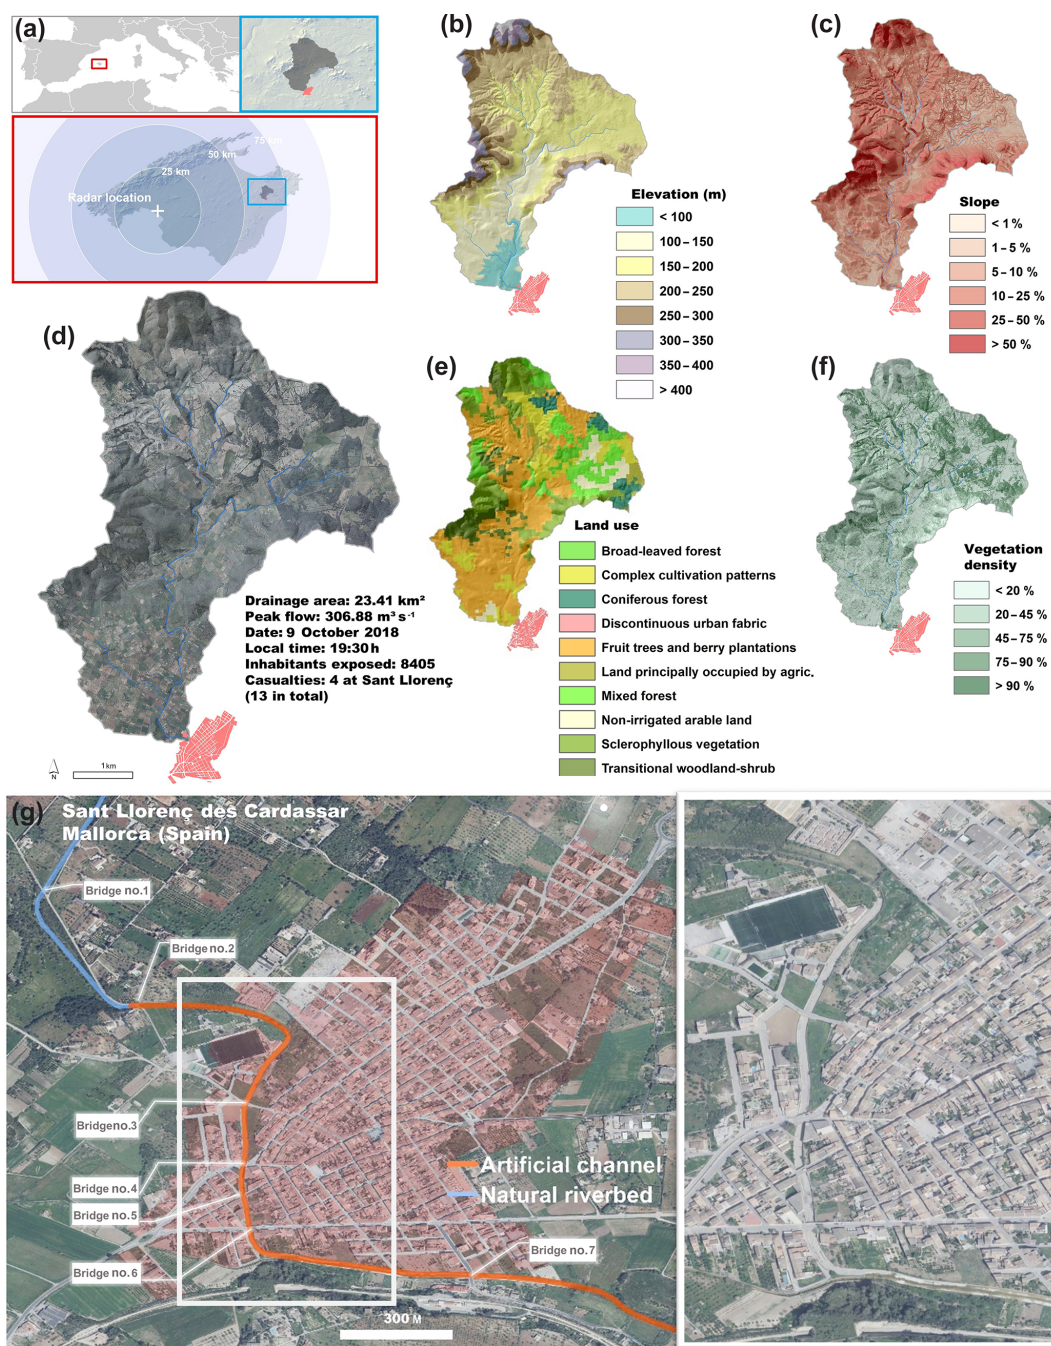 (a)
75 km
50 km
25 km
Radar location
(b)
Elevation (m)
< 100
100–150
150–200
200–250
250–300
300–350
350–400
> 400
(c)
Slope
< 1 %
1–5 %
5–10 %
10–25 %
25–50 %
> 50 %
(d)
Drainage area: 23.41 km²
Peak flow: 306.88 m³ s⁻¹
Date: 9 October 2018
Local time: 19:30 h
Inhabitants exposed: 8405
Casualties: 4 at Sant Llorenç
(13 in total)
N
1 km
(e)
Land use
Broad-leaved forest
Complex cultivation patterns
Coniferous forest
Discontinuous urban fabric
Fruit trees and berry plantations
Land principally occupied by agric.
Mixed forest
Non-irrigated arable land
Sclerophyllous vegetation
Transitional woodland-shrub
(f)
Vegetation
density
< 20 %
20–45 %
45–75 %
75–90 %
> 90 %
(g)
Sant Llorenç des Cardassar
Mallorca (Spain)
Bridge no.1
Bridge no.2
Bridge no.3
Bridge no.4
Bridge no.5
Bridge no.6
Bridge no.7
Artificial channel
Natural riverbed
300 M